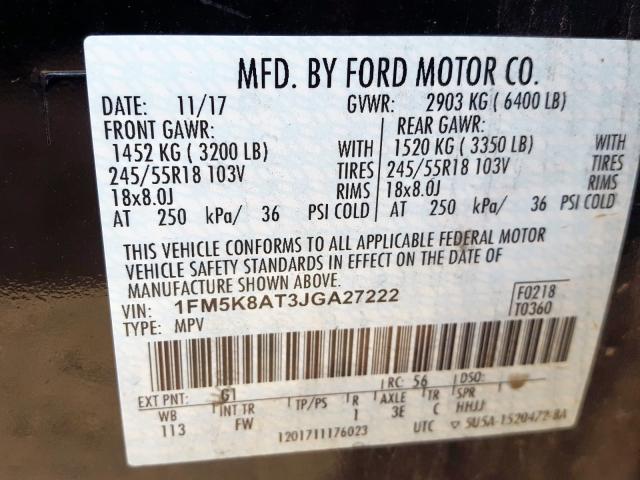 MFD. BY FORD MOTOR CO.
DATE: 11/17 GVWR: 2903 KG ( 6400 LB)
FRONT GAWR: REAR GAWR:
1452 KG ( 3200 LB) WITH 1520 KG ( 3350 LB) WITH
245/55R18 103V TIRES 245/55R18 103V TIRES
18x8.0J RIMS 18x8.0J RIMS
AT 250 kPa/ 36 PSI COLD AT 250 kPa/ 36 PSI COLD
THIS VEHICLE CONFORMS TO ALL APPLICABLE FEDERAL MOTOR
VEHICLE SAFETY STANDARDS IN EFFECT ON THE DATE OF
MANUFACTURE SHOWN ABOVE.
VIN: 1FM5K8AT3JGA27222 F0218
TYPE: MPV T0360
EXT PNT: G1 RC: 56 DSO:
WB INT TR TP/PS R AXLE TR SPR
113 FW 1 3E C HHJJ
1201711176023 UTC ▽ 5U5A-1520472-BA